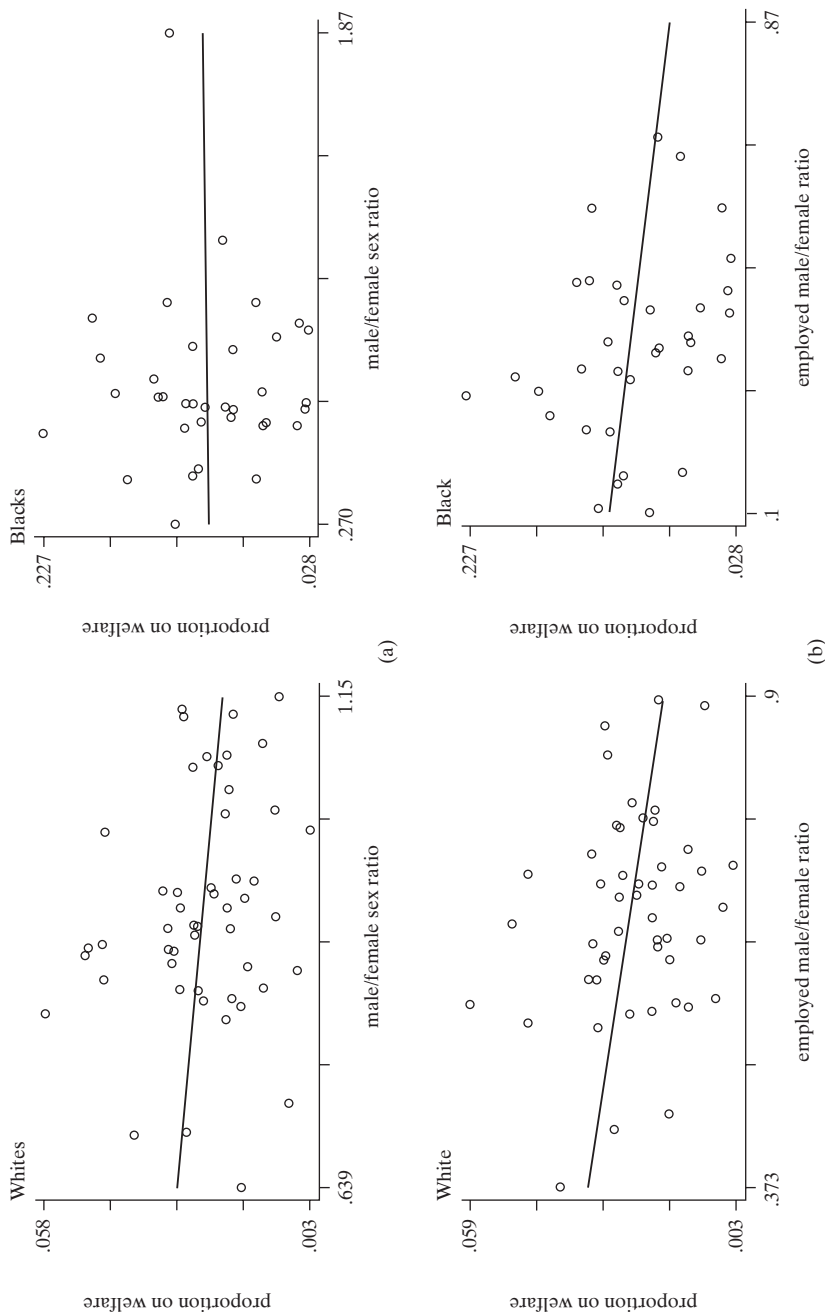 Whites
.058
.003
proportion on welfare
.639
1.15
male/female sex ratio
Blacks
.227
.028
proportion on welfare
.270
1.87
male/female sex ratio
(a)
White
.059
.003
proportion on welfare
.373
.9
employed male/female ratio
Black
.227
.028
proportion on welfare
.1
.87
employed male/female ratio
(b)